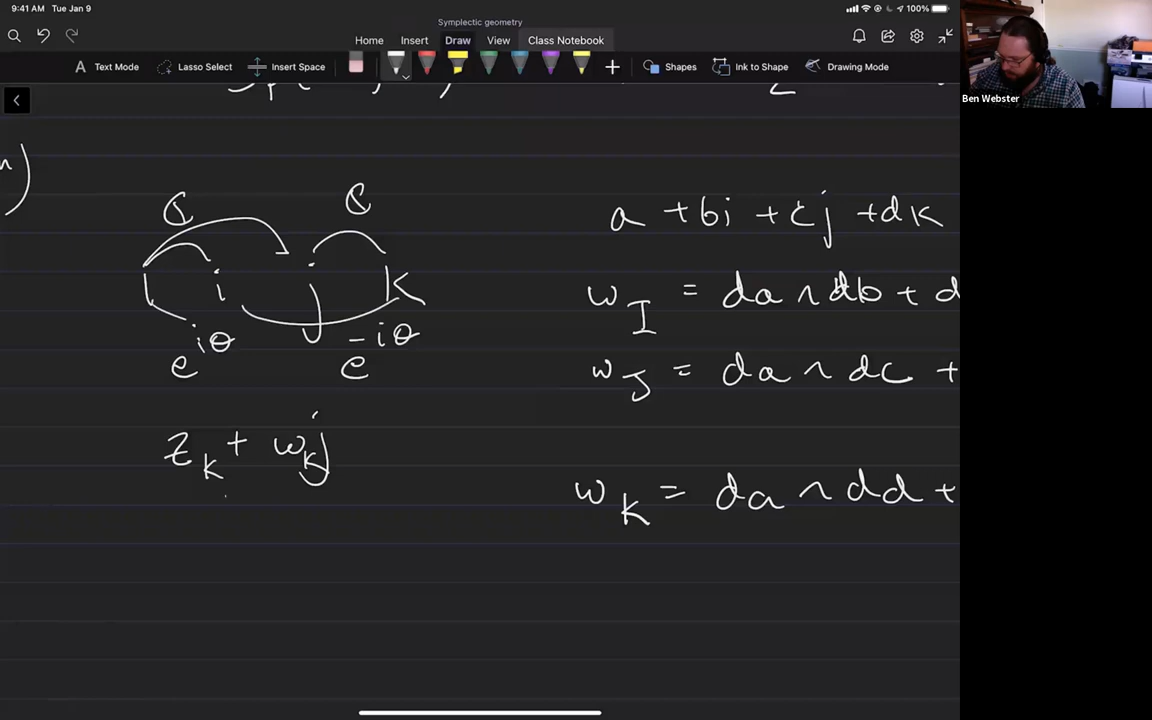 9:41 AM Tue Jan 9
100%
Symplectic geometry
Home Insert Draw View Class Notebook
Text Mode Lasso Select Insert Space Shapes Ink to Shape Drawing Mode
Ben Webster
ℂ ℂ
1 i j k
e^{iθ} e^{-iθ}
z_k + w_k j
a + bi + cj + dk
ω_I = da ∧ db + d
ω_J = da ∧ dc +
ω_K = da ∧ dd +